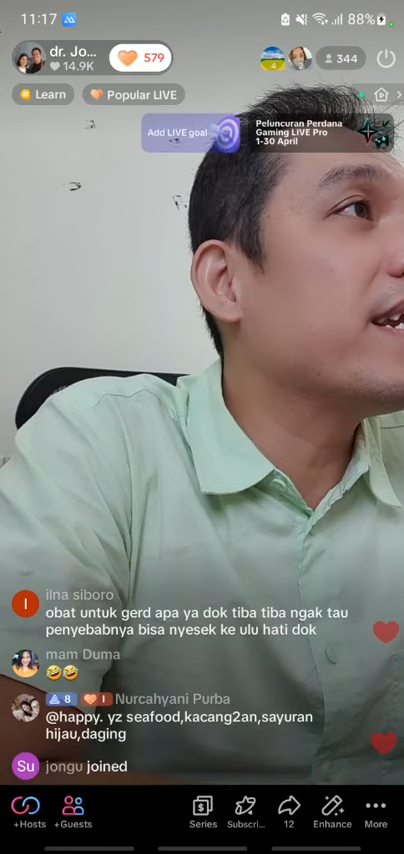 11:17
88%
dr. Jo...
14.9K
579
4
2
344
Learn
Popular LIVE
Add LIVE goal
Peluncuran Perdana
Gaming LIVE Pro
1-30 April
I
ilna siboro
obat untuk gerd apa ya dok tiba tiba ngak tau
penyebabnya bisa nyesek ke ulu hati dok
mam Duma
🤣🤣
8
I
Nurcahyani Purba
@happy. yz seafood,kacang2an,sayuran
hijau,daging
Su
jongu joined
+Hosts
+Guests
Series
Subscri...
12
Enhance
More